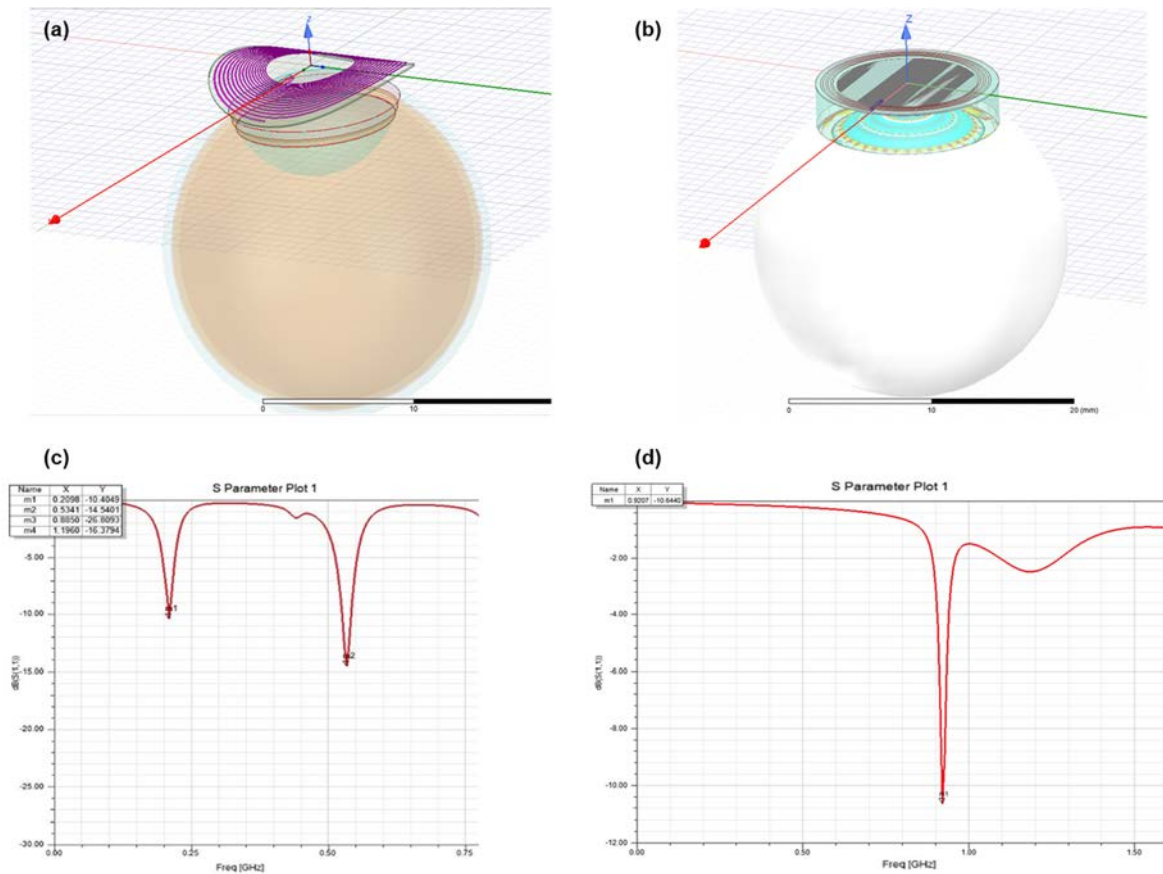 (a)
Z
0
10
(b)
Z
0
10
20 (mm)
(c)
S Parameter Plot 1
Name X Y
m1 0.2098 -10.4049
m2 0.5341 -14.5401
m3 0.8850 -26.8093
m4 1.1960 -16.3794
-5.00
-10.00
-15.00
-20.00
-25.00
-30.00
dB(S(1,1))
m1
m2
0.00
0.25
0.50
0.75
Freq [GHz]
(d)
S Parameter Plot 1
Name X Y
m1 0.9207 -10.6440
-2.00
-4.00
-6.00
-8.00
-10.00
-12.00
dB(S(1,1))
m1
0.00
0.50
1.00
1.50
Freq [GHz]